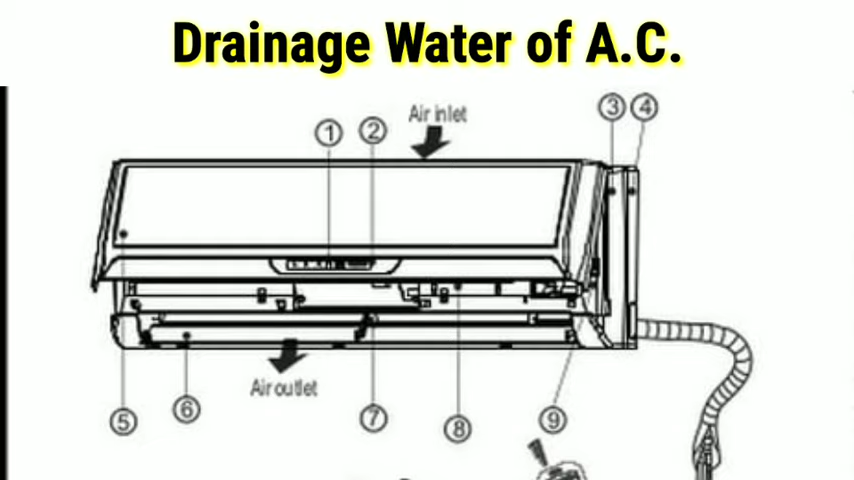 Drainage Water of A.C.
3 4
Air inlet
1 2
Air outlet
5 6 7 8 9